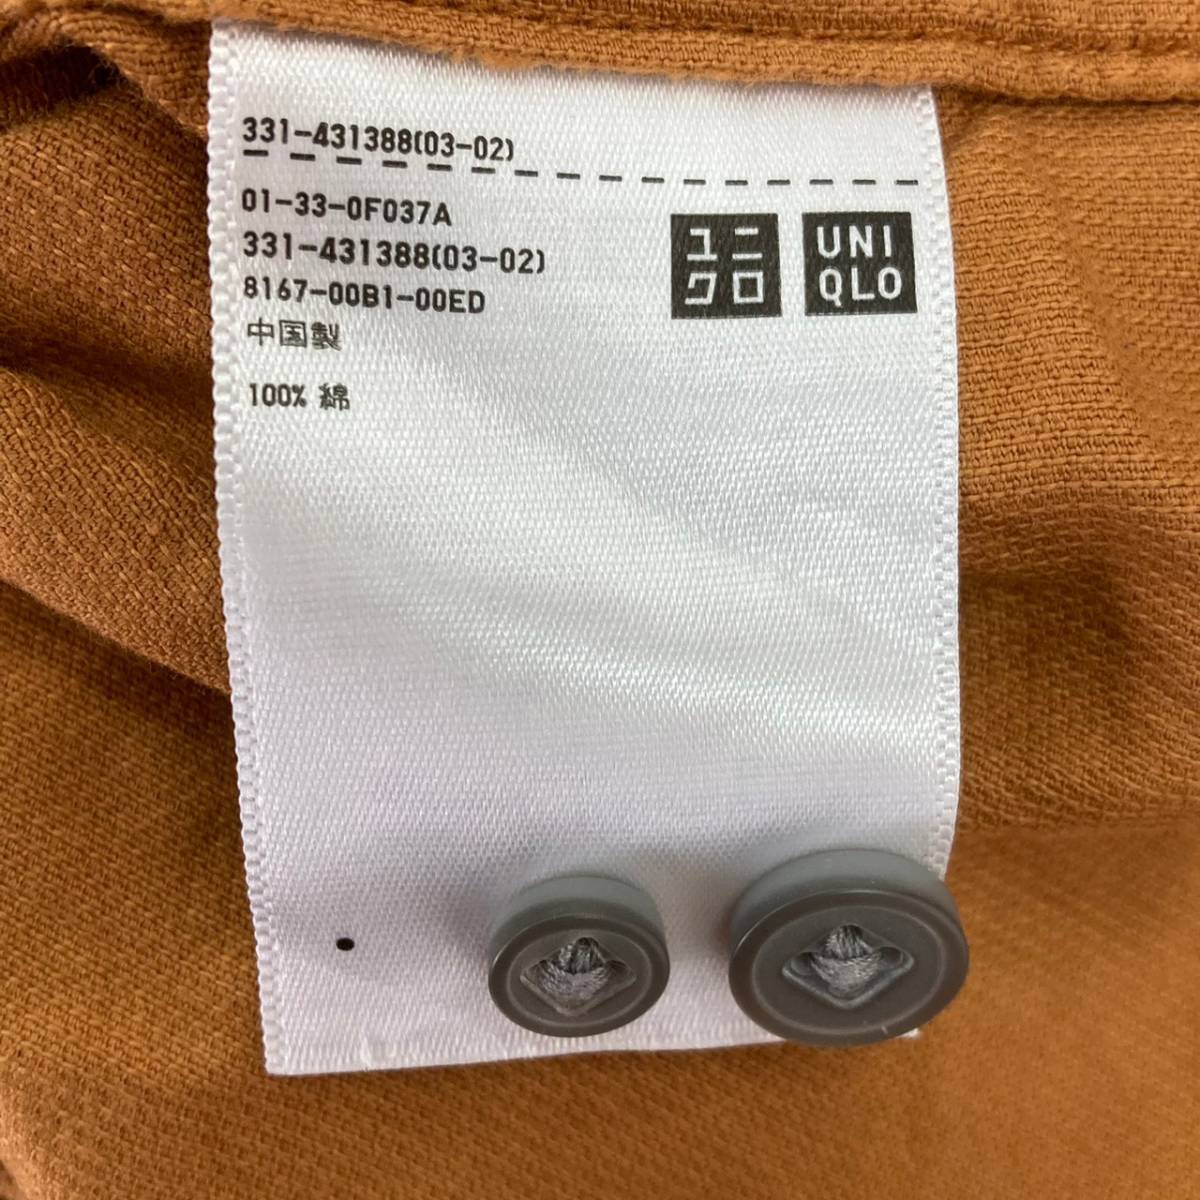 331-431388(03-02)
01-33-0F037A
331-431388(03-02)
8167-00B1-00ED
中国製
100% 綿
ユニ
クロ
UNI
QLO